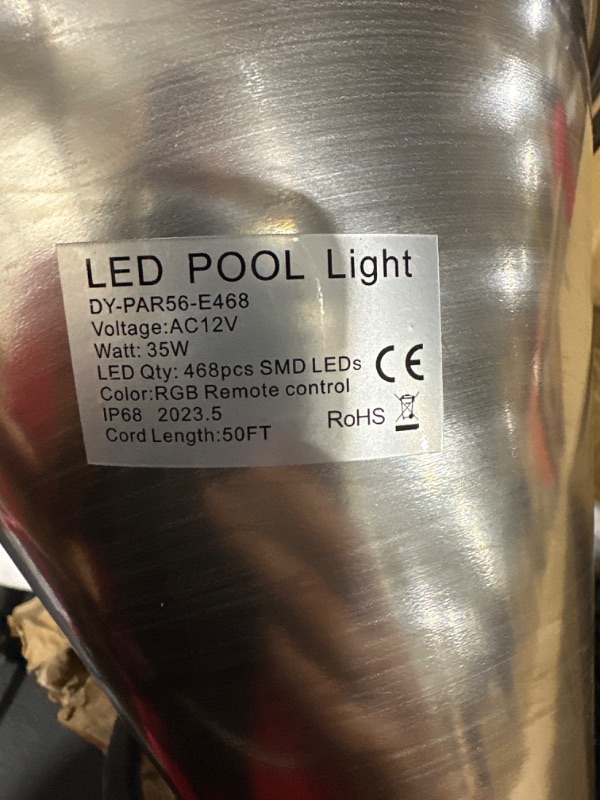 LED POOL Light
DY-PAR56-E468
Voltage:AC12V
Watt: 35W
LED Qty: 468pcs SMD LEDs
CE
Color:RGB Remote control
IP68 2023.5
RoHS
Cord Length:50FT